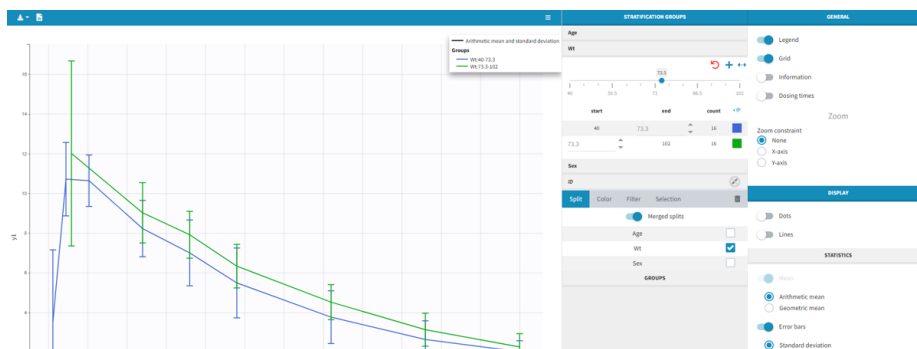 STRATIFICATION GROUPS
GENERAL
Arithmetic mean and standard deviation
Groups
Wt:40-73.3
Wt:73.3-102
16
14
12
10
8
6
4
y1
Age
Wt
73.5
40 55.5 71 86.5 102
start end count
40 73.3 16
73.3 102 16
Sex
ID
Split Color Filter Selection
Merged splits
Age
Wt
Sex
GROUPS
Legend
Grid
Information
Dosing times
Zoom
Zoom constraint
None
X-axis
Y-axis
DISPLAY
Dots
Lines
STATISTICS
Mean
Arithmetic mean
Geometric mean
Error bars
Standard deviation